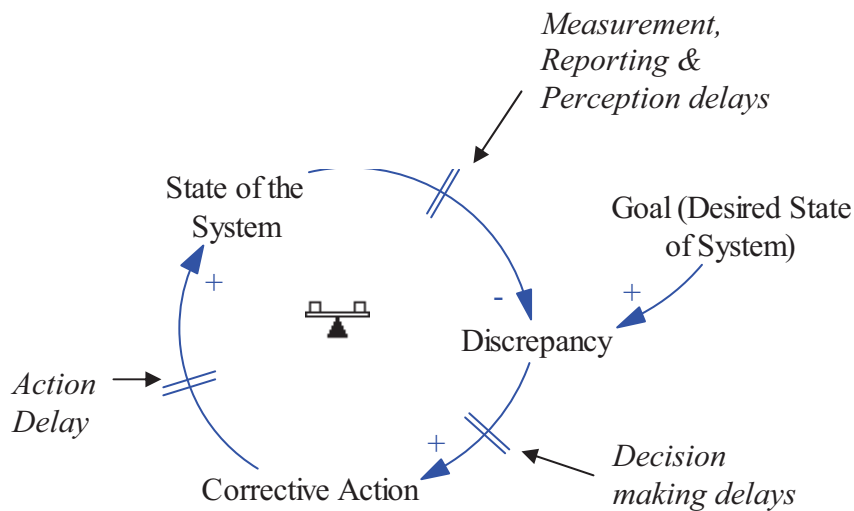 Measurement,
Reporting &
Perception delays
State of the
System
Goal (Desired State
of System)
+
-
+
Discrepancy
Action
Delay
+
Corrective Action
Decision
making delays